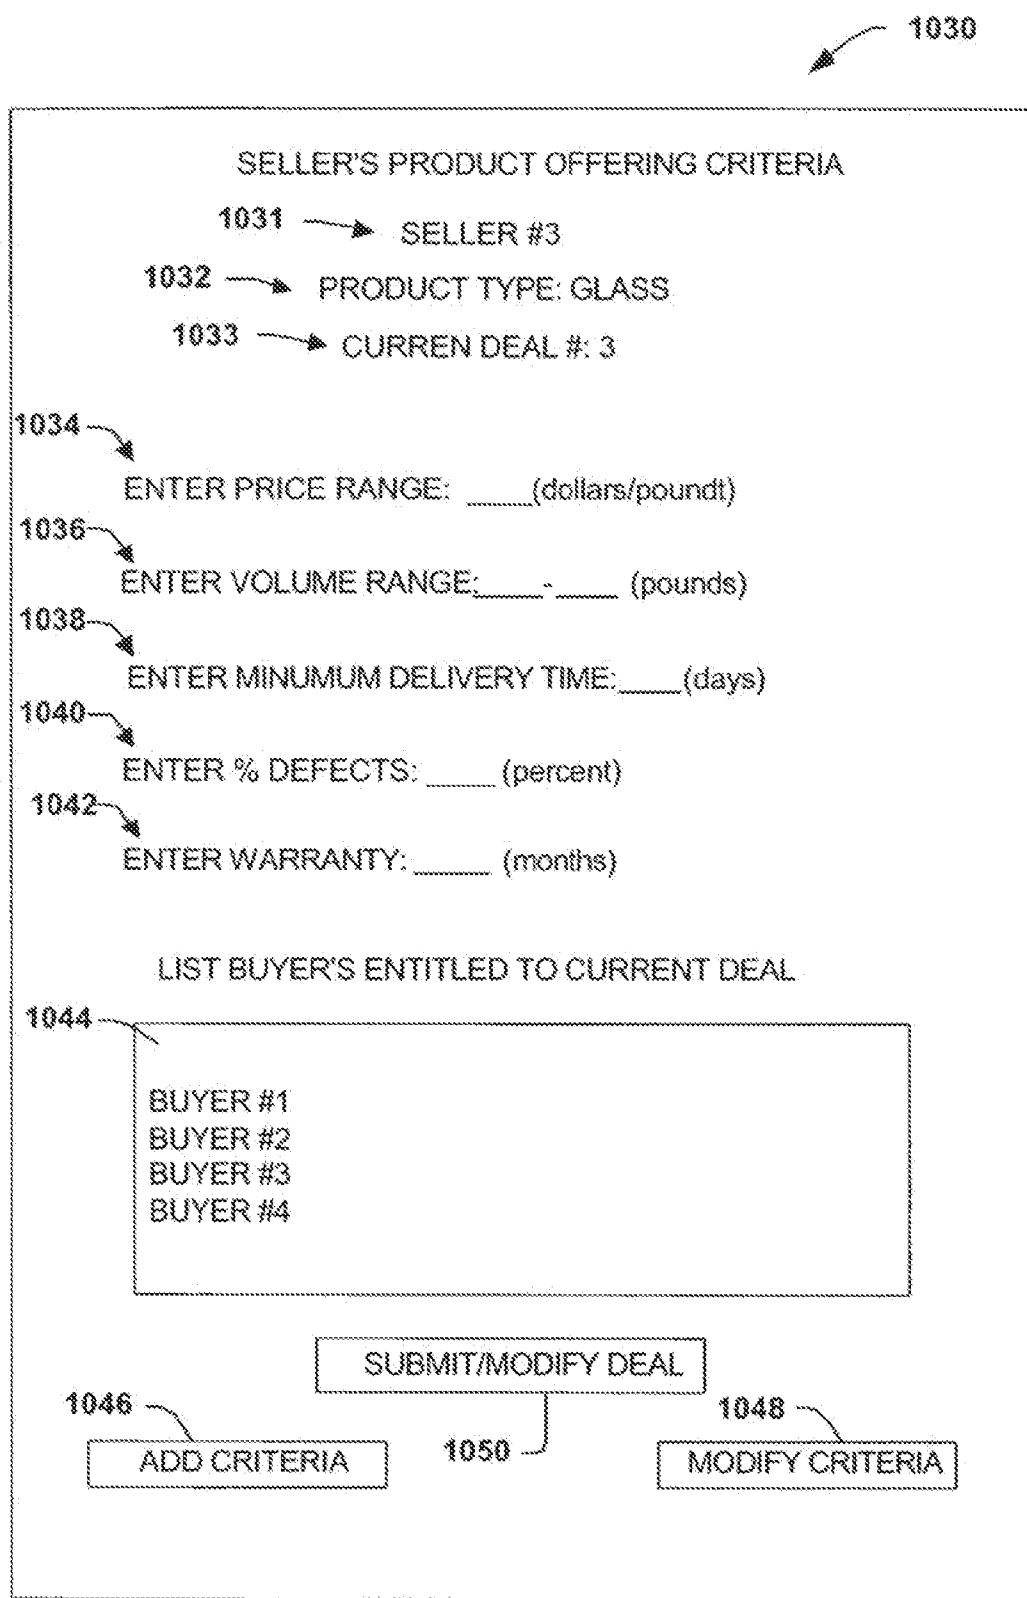 1030
SELLER'S PRODUCT OFFERING CRITERIA
1031 SELLER #3
1032 PRODUCT TYPE: GLASS
1033 CURREN DEAL #: 3
1034
ENTER PRICE RANGE: ____(dollars/poundt)
1036
ENTER VOLUME RANGE:____-____ (pounds)
1038
ENTER MINUMUM DELIVERY TIME:____(days)
1040
ENTER % DEFECTS: ____ (percent)
1042
ENTER WARRANTY: _____ (months)
LIST BUYER'S ENTITLED TO CURRENT DEAL
1044
BUYER #1
BUYER #2
BUYER #3
BUYER #4
SUBMIT/MODIFY DEAL
1046 1050 1048
ADD CRITERIA MODIFY CRITERIA